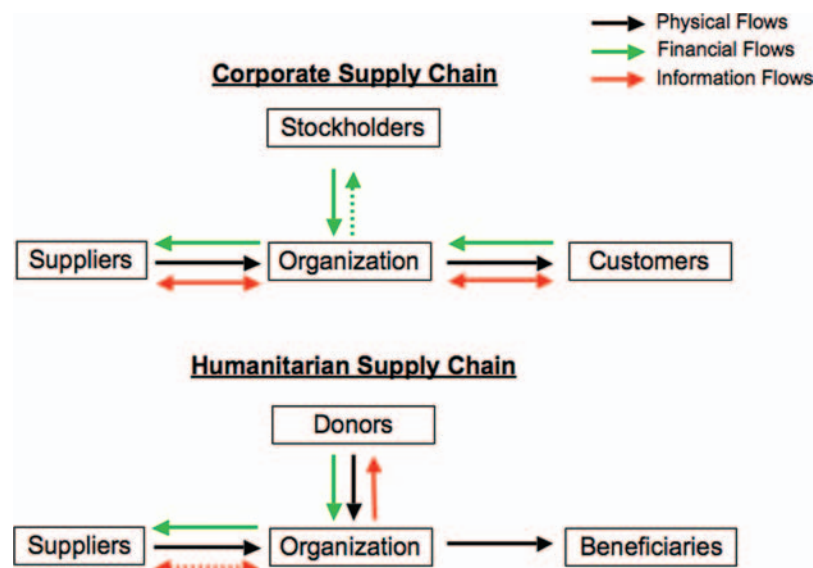 Physical Flows
Financial Flows
Information Flows
Corporate Supply Chain
Stockholders
Suppliers
Organization
Customers
Humanitarian Supply Chain
Donors
Suppliers
Organization
Beneficiaries